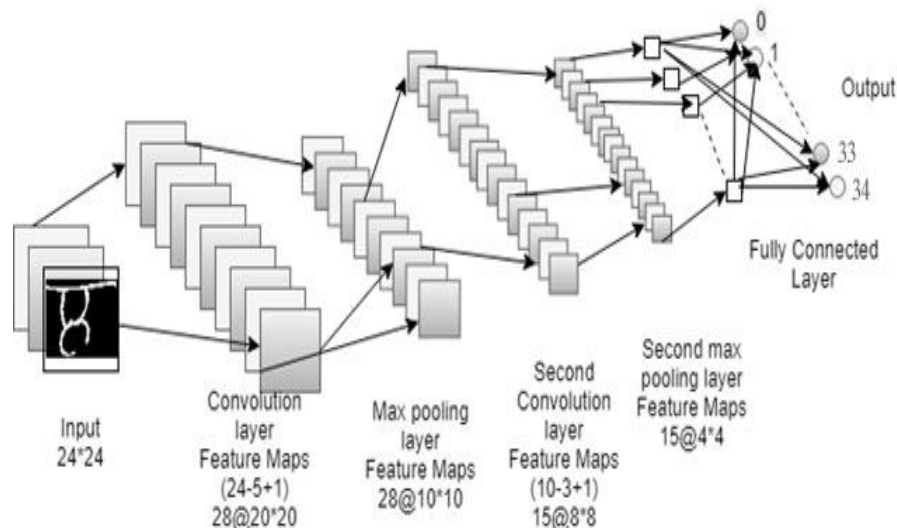 0
1
Output
33
34
Fully Connected
Layer
Input
24*24
Convolution
layer
Feature Maps
(24-5+1)
28@20*20
Max pooling
layer
Feature Maps
28@10*10
Second
Convolution
layer
Feature Maps
(10-3+1)
15@8*8
Second max
pooling layer
Feature Maps
15@4*4